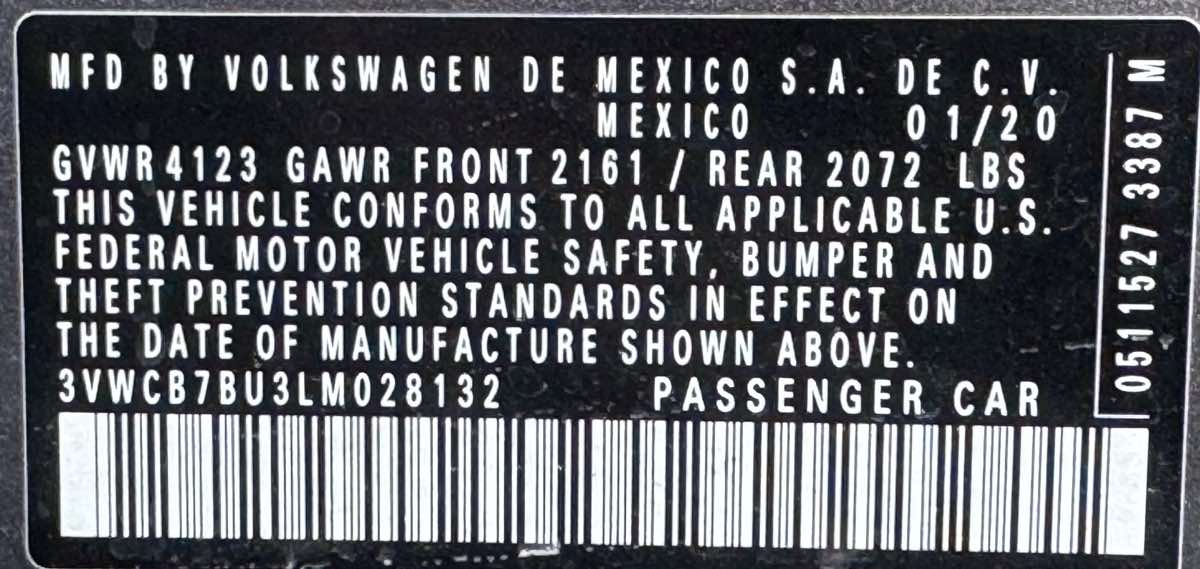 MFD BY VOLKSWAGEN DE MEXICO S.A. DE C.V.
MEXICO 01/20
GVWR4123 GAWR FRONT 2161 / REAR 2072 LBS
THIS VEHICLE CONFORMS TO ALL APPLICABLE U.S.
FEDERAL MOTOR VEHICLE SAFETY, BUMPER AND
THEFT PREVENTION STANDARDS IN EFFECT ON
THE DATE OF MANUFACTURE SHOWN ABOVE.
3VWCB7BU3LM028132 PASSENGER CAR
0511527 3387 M